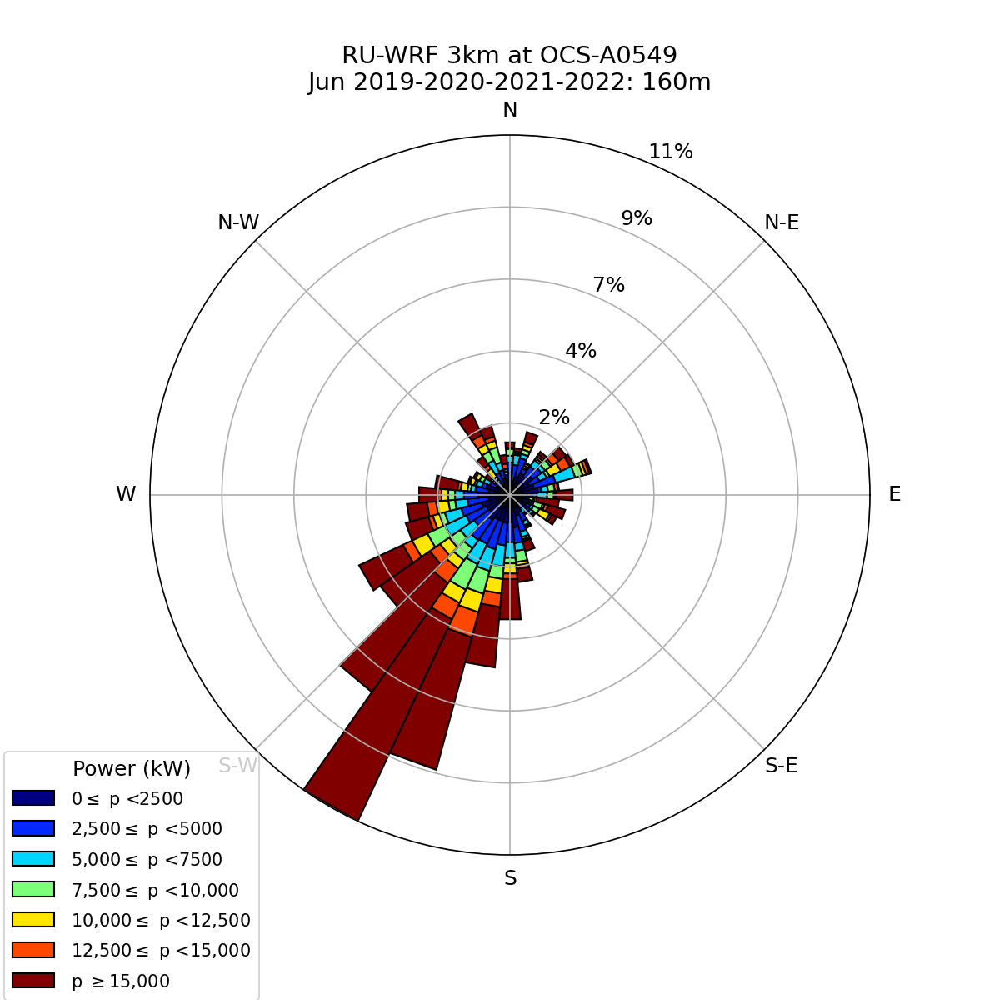 RU-WRF 3km at OCS-A0549
Jun 2019-2020-2021-2022: 160m
N
11%
N-W
9%
N-E
7%
4%
2%
W
E
S-W
S-E
S
Power (kW)
0≤ p <2500
2,500≤ p <5000
5,000≤ p <7500
7,500≤ p <10,000
10,000≤ p <12,500
12,500≤ p <15,000
p ≥15,000